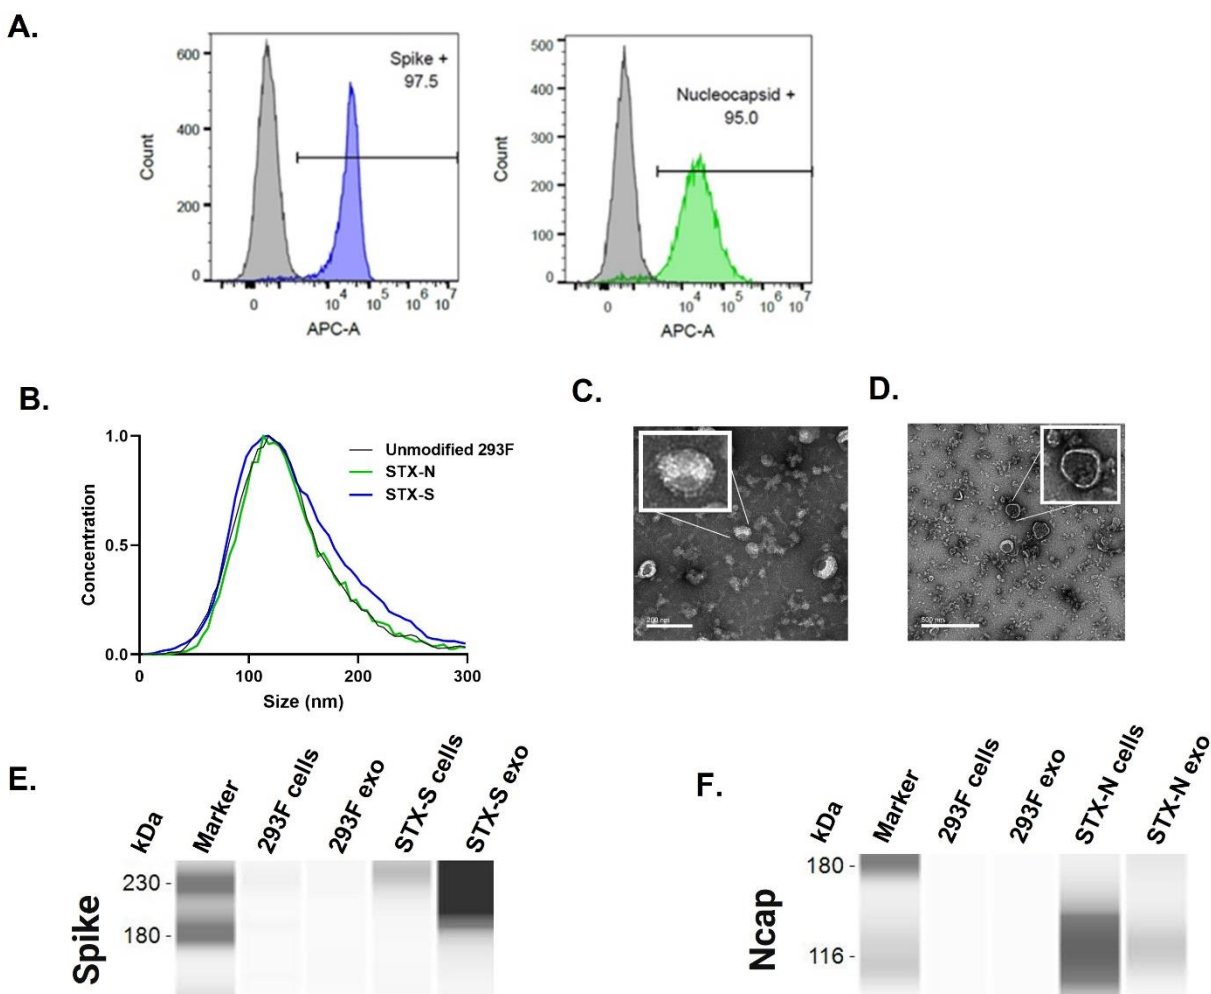 A.
600
400
200
0
Count
Spike +
97.5
0 10^4 10^5 10^6 10^7
APC-A
500
400
300
200
100
0
Count
Nucleocapsid +
95.0
0 10^4 10^5 10^6 10^7
APC-A
B.
1.0
0.5
0.0
Concentration
Unmodified 293F
STX-N
STX-S
0 100 200 300
Size (nm)
C.
200 nm
D.
500 nm
E.
kDa
Marker
293F cells
293F exo
STX-S cells
STX-S exo
230 -
180 -
Spike
F.
kDa
Marker
293F cells
293F exo
STX-N cells
STX-N exo
180 -
116 -
Ncap